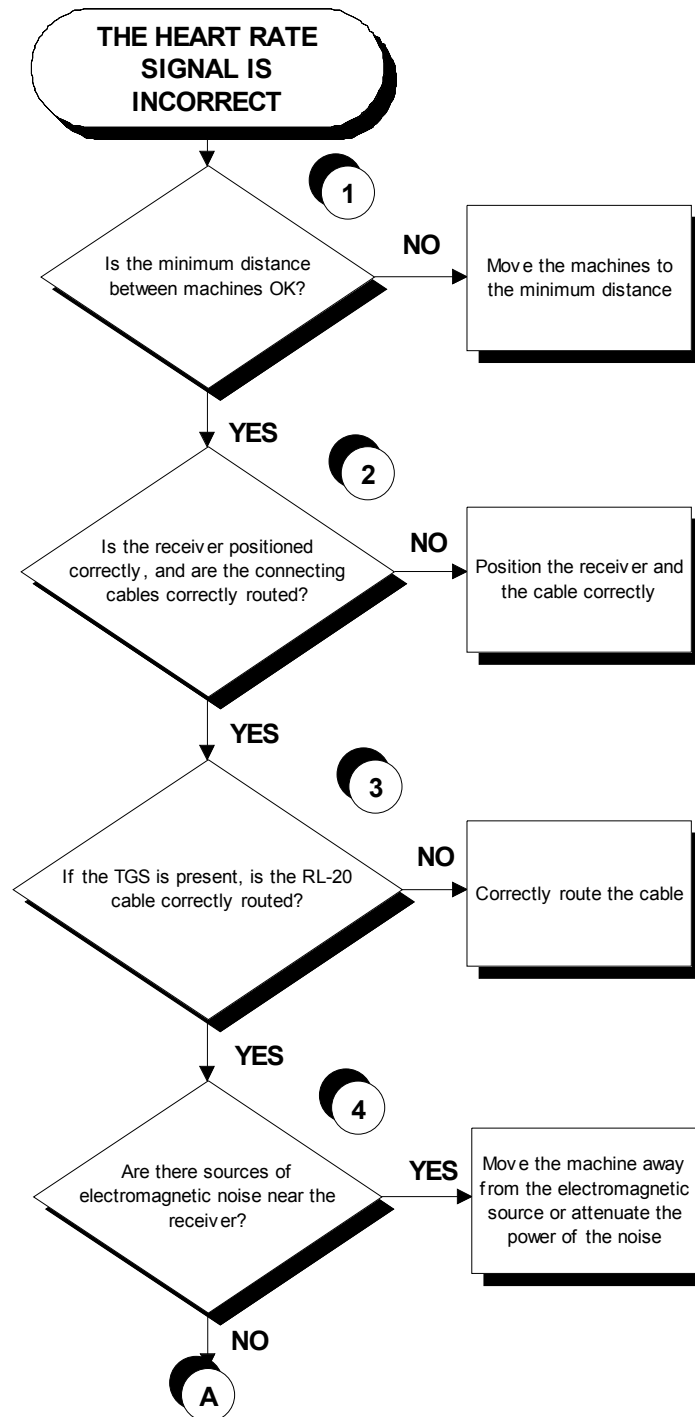 THE HEART RATE
SIGNAL IS
INCORRECT
1
Is the minimum distance
between machines OK?
NO
Move the machines to
the minimum distance
YES
2
Is the receiver positioned
correctly, and are the connecting
cables correctly routed?
NO
Position the receiver and
the cable correctly
YES
3
If the TGS is present, is the RL-20
cable correctly routed?
NO
Correctly route the cable
YES
4
Are there sources of
electromagnetic noise near the
receiver?
YES
Move the machine away
from the electromagnetic
source or attenuate the
power of the noise
NO
A